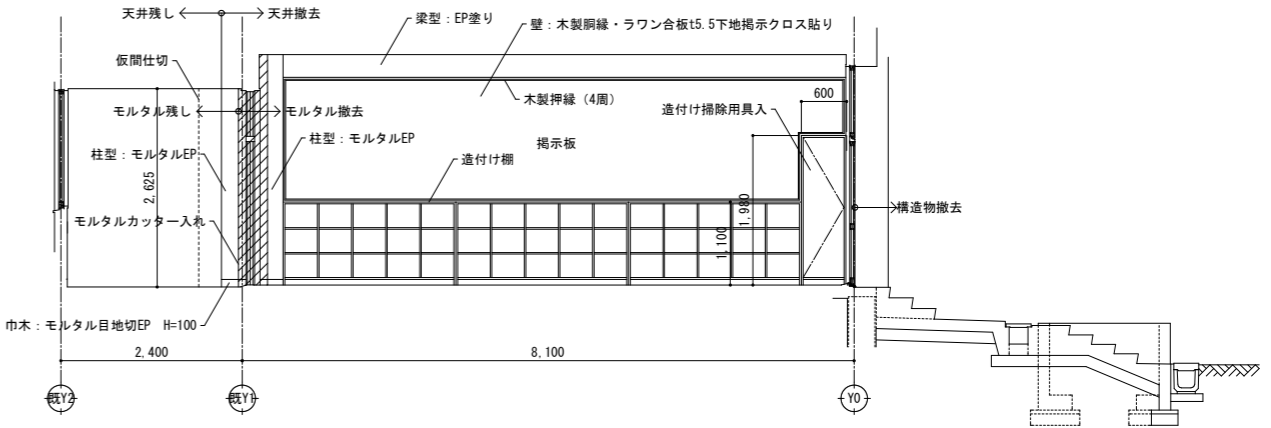 天井残し
天井撤去
梁型：EP塗り
壁：木製胴縁・ラワン合板t5.5下地掲示クロス貼り
仮間仕切
モルタル残し
モルタル撤去
木製押縁（4周）
600
造付け掃除用具入
柱型：モルタルEP
掲示板
柱型：モルタルEP
造付け棚
2,625
1,980
1,100
構造物撤去
モルタルカッター入れ
巾木：モルタル目地切EP　H=100
2,400
8,100
既Y2
既Y1
Y0